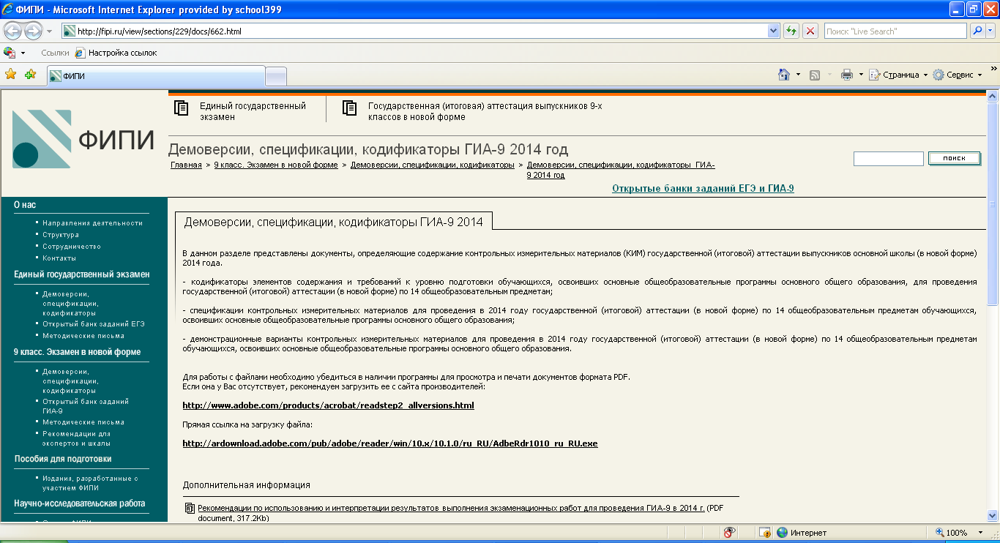 ФИПИ - Microsoft Internet Explorer provided by school399
http://fipi.ru/view/sections/229/docs/662.html
Поиск "Live Search"
Ссылки
Настройка ссылок
ФИПИ
Страница
Сервис
»
ФИПИ
Единый государственный
экзамен
Государственная (итоговая) аттестация выпускников 9-х
классов в новой форме
Демоверсии, спецификации, кодификаторы ГИА-9 2014 год
Главная > 9 класс. Экзамен в новой форме > Демоверсии, спецификации, кодификаторы > Демоверсии, спецификации, кодификаторы ГИА-
9 2014 год
поиск
Открытые банки заданий ЕГЭ и ГИА-9
О нас
Направления деятельности
Структура
Сотрудничество
Контакты
Единый государственный экзамен
Демоверсии,
спецификации,
кодификаторы
Открытый банк заданий ЕГЭ
Методические письма
9 класс. Экзамен в новой форме
Демоверсии,
спецификации,
кодификаторы
Открытый банк заданий
ГИА-9
Методические письма
Рекомендации для
экспертов и шкалы
Пособия для подготовки
Издания, разработанные с
участием ФИПИ
Научно-исследовательская работа
Демоверсии, спецификации, кодификаторы ГИА-9 2014
В данном разделе представлены документы, определяющие содержание контрольных измерительных материалов (КИМ) государственной (итоговой) аттестации выпускников основной школы (в новой форме)
2014 года.
- кодификаторы элементов содержания и требований к уровню подготовки обучающихся, освоивших основные общеобразовательные программы основного общего образования, для проведения
государственной (итоговой) аттестации (в новой форме) по 14 общеобразовательным предметам;
- спецификации контрольных измерительных материалов для проведения в 2014 году государственной (итоговой) аттестации (в новой форме) по 14 общеобразовательным предметам обучающихся,
освоивших основные общеобразовательные программы основного общего образования;
- демонстрационные варианты контрольных измерительных материалов для проведения в 2014 году государственной (итоговой) аттестации (в новой форме) по 14 общеобразовательным предметам
обучающихся, освоивших основные общеобразовательные программы основного общего образования.
Для работы с файлами необходимо убедиться в наличии программы для просмотра и печати документов формата PDF.
Если она у Вас отсутствует, рекомендуем загрузить ее с сайта производителей:
http://www.adobe.com/products/acrobat/readstep2_allversions.html
Прямая ссылка на загрузку файла:
http://ardownload.adobe.com/pub/adobe/reader/win/10.x/10.1.0/ru_RU/AdbeRdr1010_ru_RU.exe
Дополнительная информация
Рекомендации по использованию и интерпретации результатов выполнения экзаменационных работ для проведения ГИА-9 в 2014 г. (PDF
document, 317.2Kb)
Интернет
100%